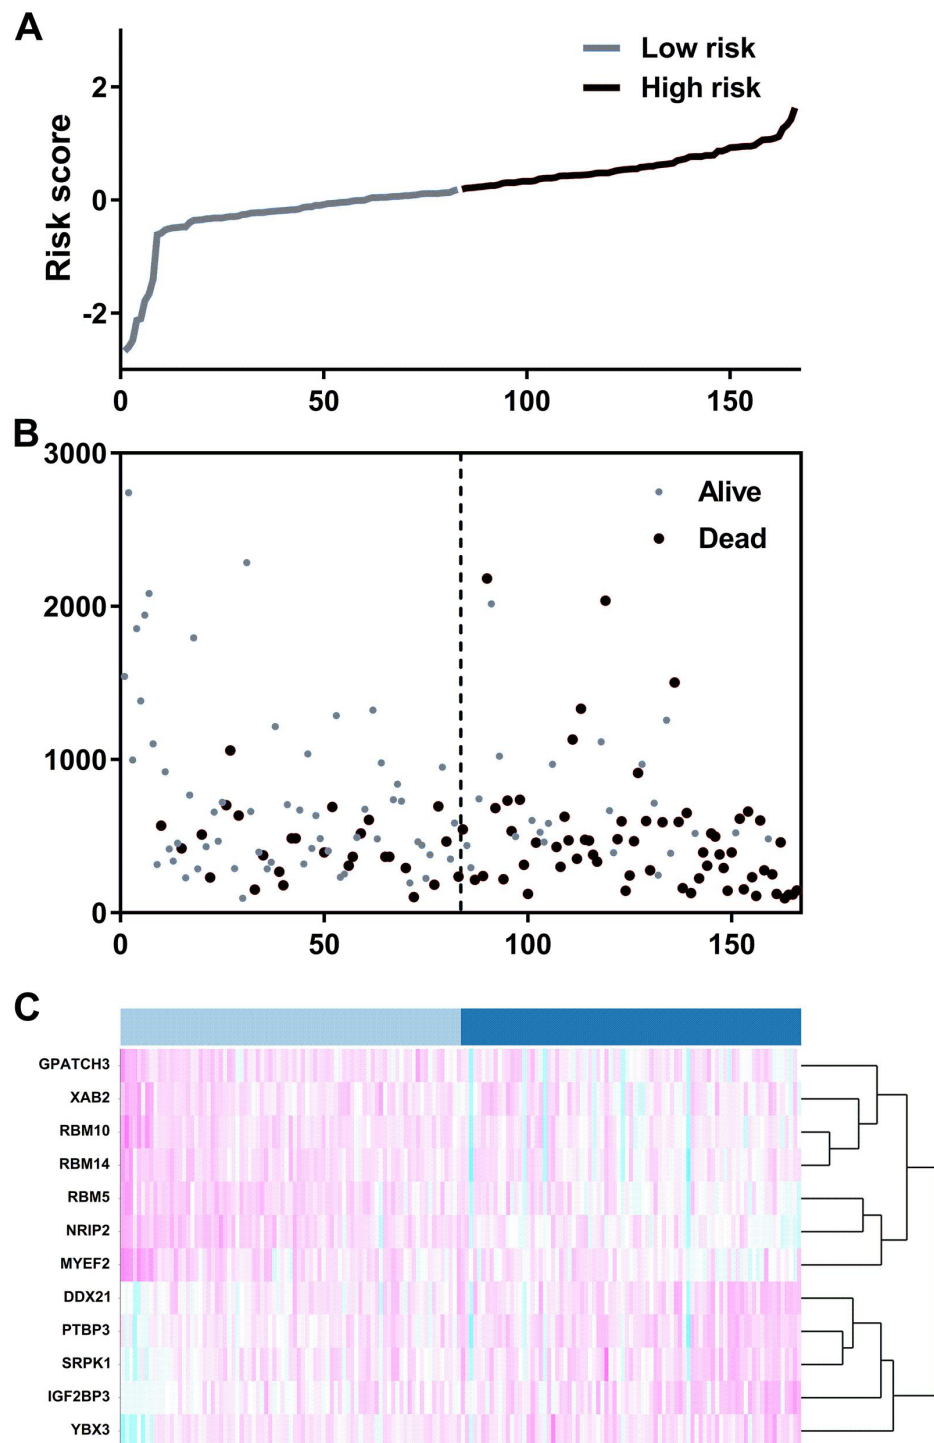 A
Risk score
2
0
-2
Low risk
High risk
0 50 100 150
B
3000
2000
1000
0
Alive
Dead
0 50 100 150
C
GPATCH3
XAB2
RBM10
RBM14
RBM5
NRIP2
MYEF2
DDX21
PTBP3
SRPK1
IGF2BP3
YBX3